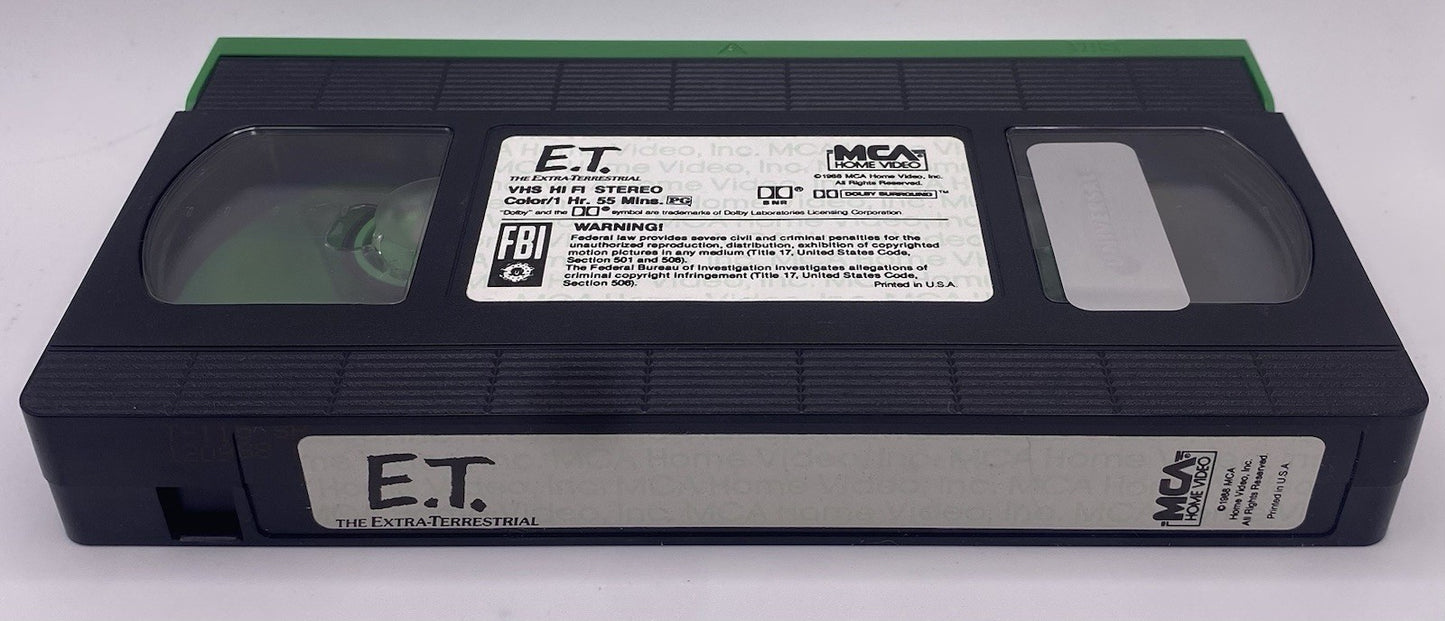 E.T.
THE EXTRA-TERRESTRIAL
VHS HI FI STEREO
Color/1 Hr. 55 Mins. PG
MCA
HOME VIDEO
©1988 MCA Home Video, Inc.
All Rights Reserved.
B NR
DOLBY SURROUND™
"Dolby" and the symbol are trademarks of Dolby Laboratories Licensing Corporation
FBI
WARNING!
Federal law provides severe civil and criminal penalties for the
unauthorized reproduction, distribution, exhibition of copyrighted
motion pictures in any medium (Title 17, United States Code,
Section 501 and 506).
The Federal Bureau of Investigation investigates allegations of
criminal copyright infringement (Title 17, United States Code,
Section 506).
Printed in U.S.A.
E.T.
THE EXTRA-TERRESTRIAL
MCA®
HOME VIDEO
©1988 MCA
Home Video, Inc.
All Rights Reserved
Printed in U.S.A.